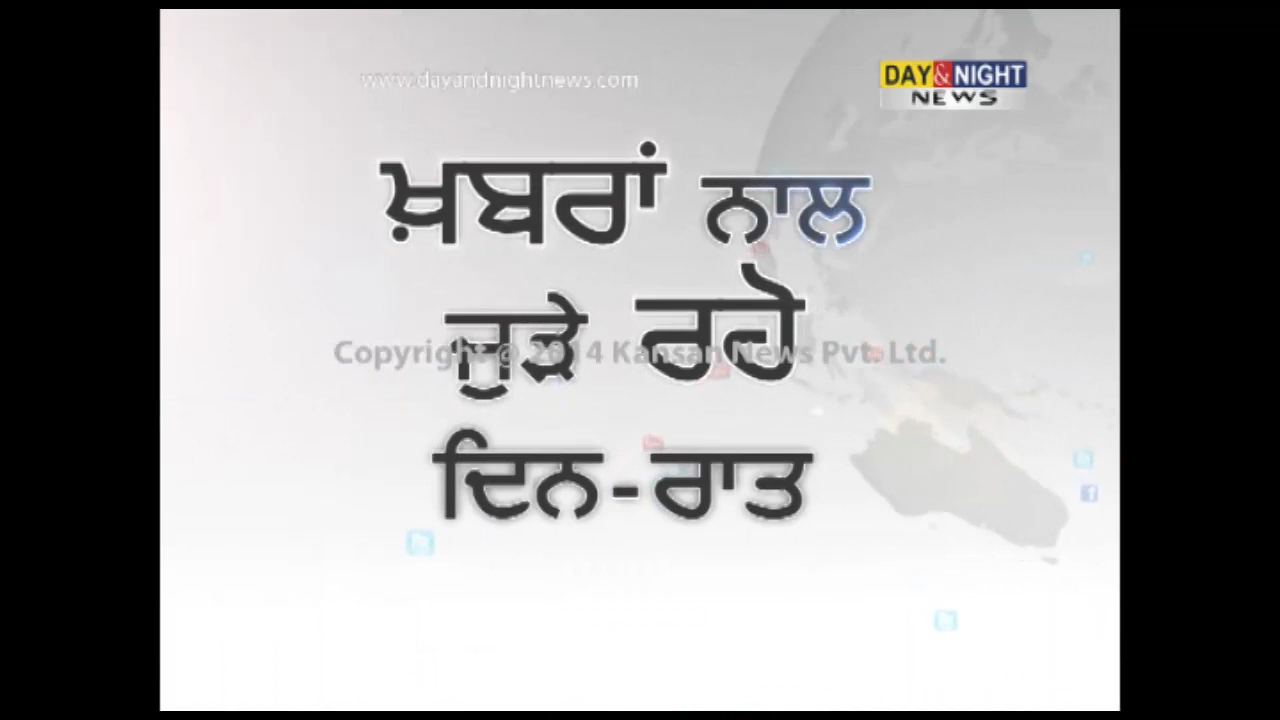 www.dayandnightnews.com
DAY&NIGHT
NEWS
ਖ਼ਬਰਾਂ ਨਾਲ
ਜੁੜੇ ਰਹੋ
Copyright @ 2014 Kansan News Pvt. Ltd.
ਦਿਨ-ਰਾਤ